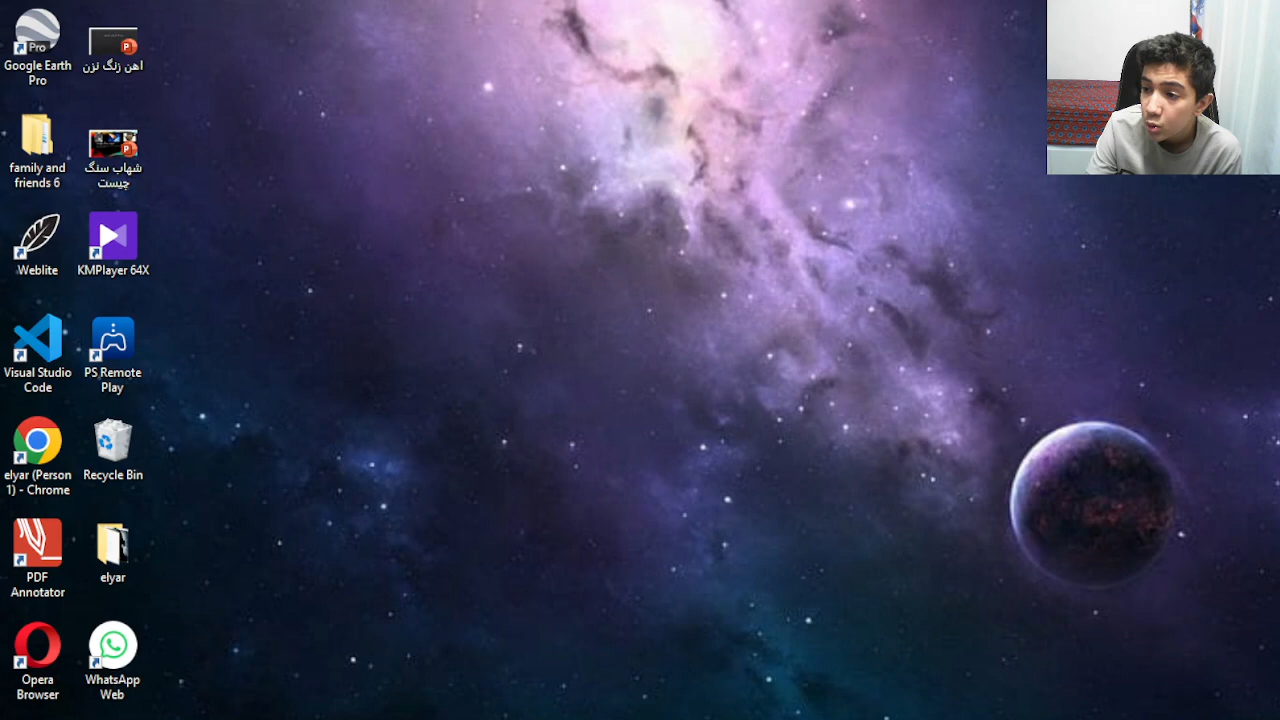 Pro
Google Earth
Pro
اهن زنگ نزن
family and
friends 6
شهاب سنگ
چیست
Weblite
KMPlayer 64X
Visual Studio
Code
PS Remote
Play
elyar (Person
1) - Chrome
Recycle Bin
PDF
Annotator
elyar
Opera
Browser
WhatsApp
Web